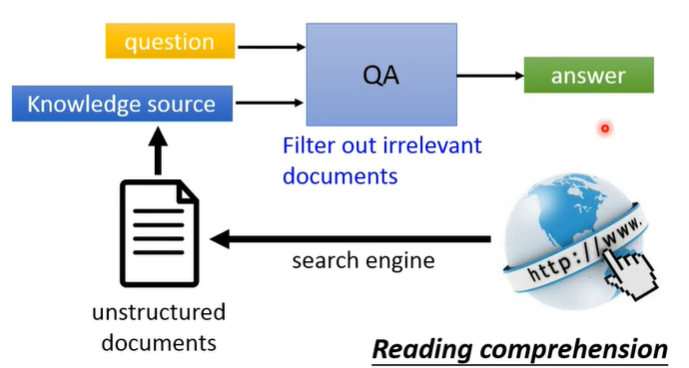 question
QA
answer
Knowledge source
Filter out irrelevant
documents
http://www.
search engine
unstructured
documents
Reading comprehension